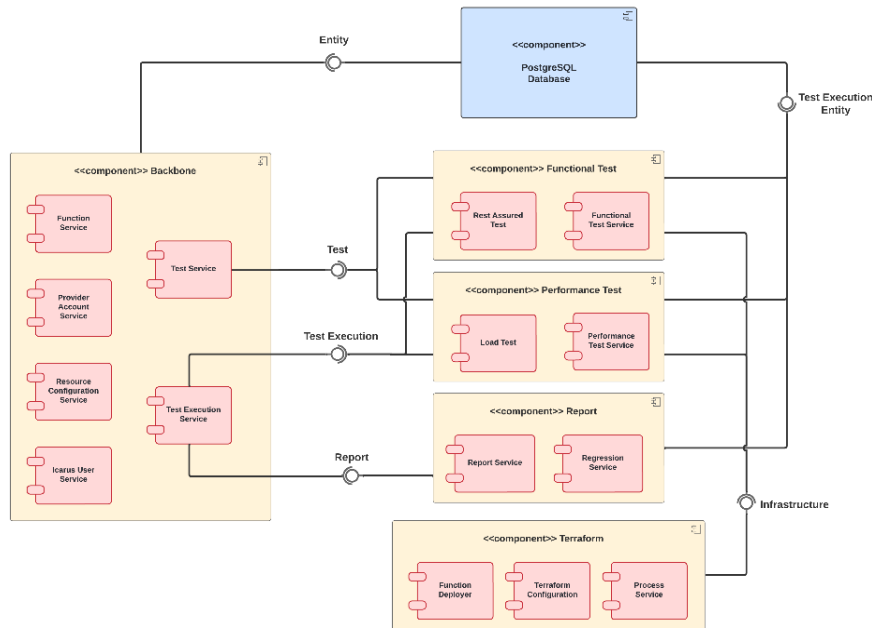 Entity
<<component>>
PostgreSQL
Database
Test Execution
Entity
<<component>> Backbone
Function
Service
Provider
Account
Service
Resource
Configuration
Service
Icarus User
Service
Test Service
Test Execution
Service
Test
Test Execution
Report
<<component>> Functional Test
Rest Assured
Test
Functional
Test Service
<<component>> Performance Test
Load Test
Performance
Test Service
<<component>> Report
Report Service
Regression
Service
Infrastructure
<<component>> Terraform
Function
Deployer
Terraform
Configuration
Process
Service